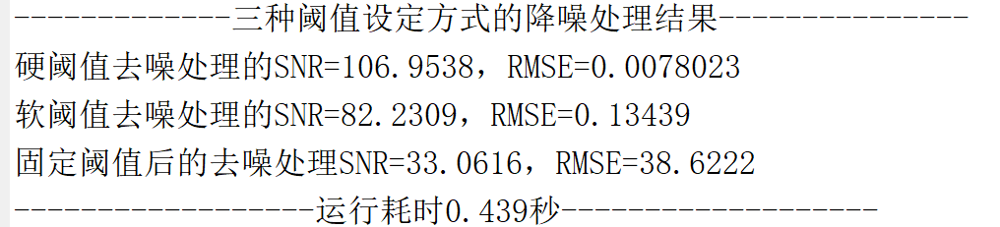 -------------三种阈值设定方式的降噪处理结果---------------
硬阈值去噪处理的SNR=106.9538，RMSE=0.0078023
软阈值去噪处理的SNR=82.2309，RMSE=0.13439
固定阈值后的去噪处理SNR=33.0616，RMSE=38.6222
------------------运行耗时0.439秒-------------------